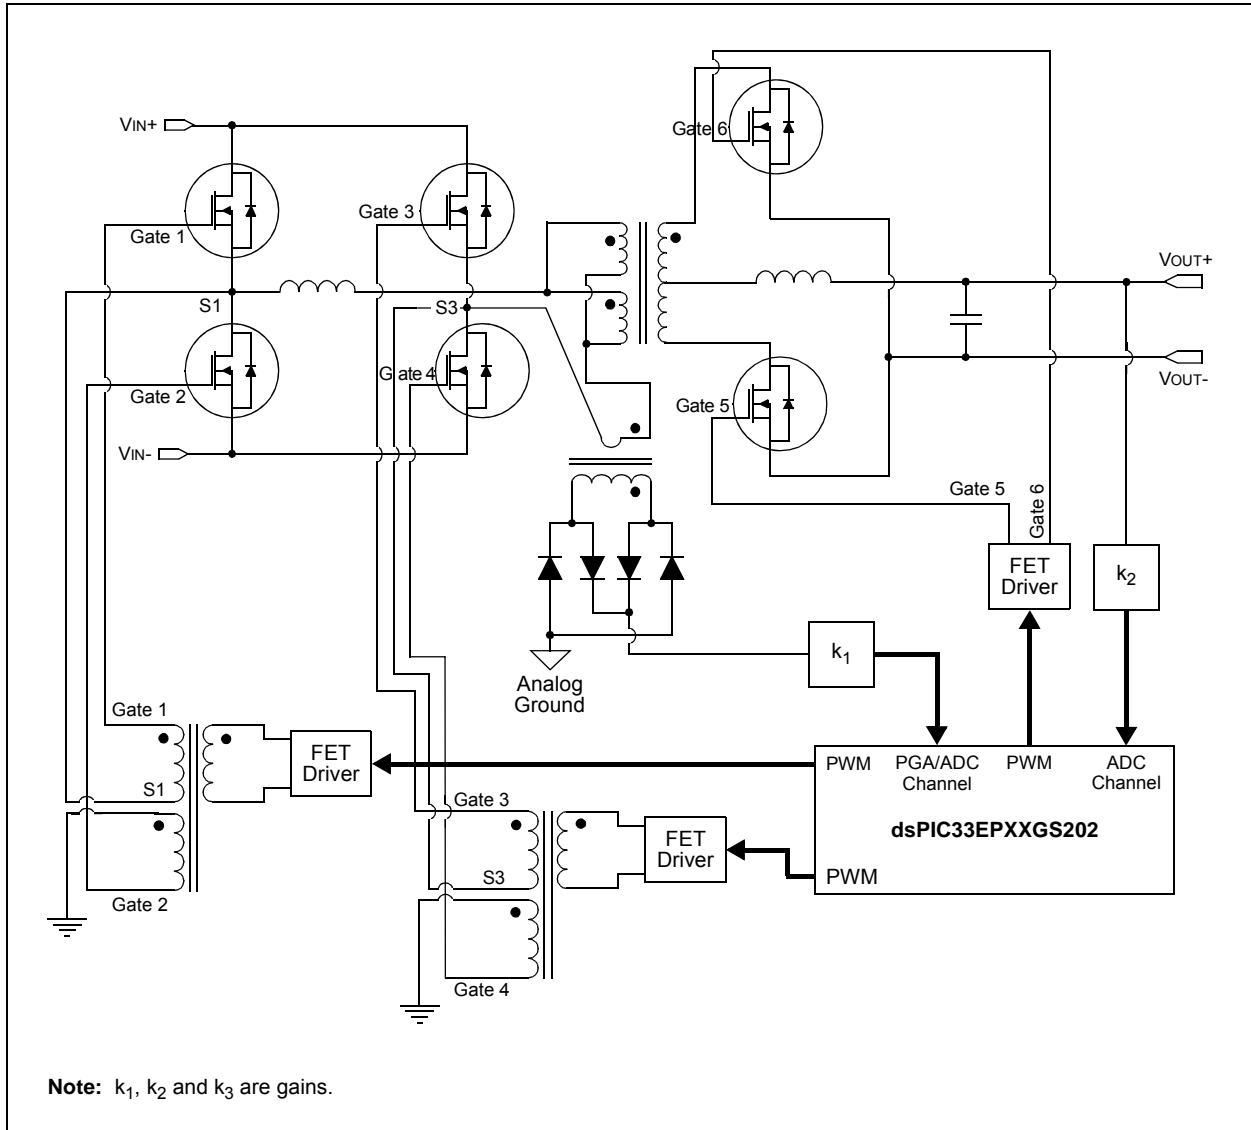 VIN+
Gate 1
S1
Gate 2
VIN-
Gate 3
S3
Gate 4
Gate 6
Gate 5
VOUT+
VOUT-
Gate 5
Gate 6
FET
Driver
k2
k1
Analog
Ground
Gate 1
S1
Gate 2
FET
Driver
Gate 3
S3
Gate 4
FET
Driver
PWM
PGA/ADC
Channel
PWM
ADC
Channel
dsPIC33EPXXGS202
PWM
Note: k1, k2 and k3 are gains.